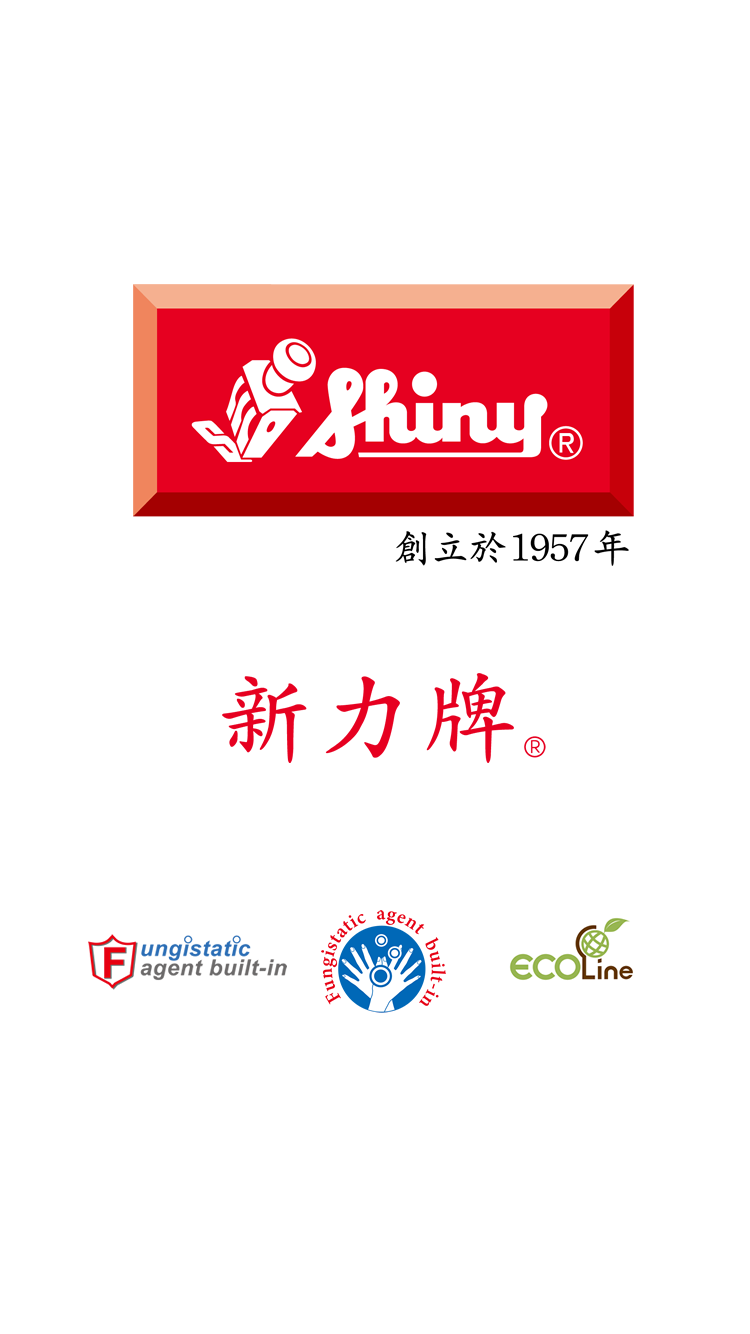 Shiny®
創立於1957年
新力牌®
Fungistatic
agent built-in
Fungistatic agent built-in
ECOLine